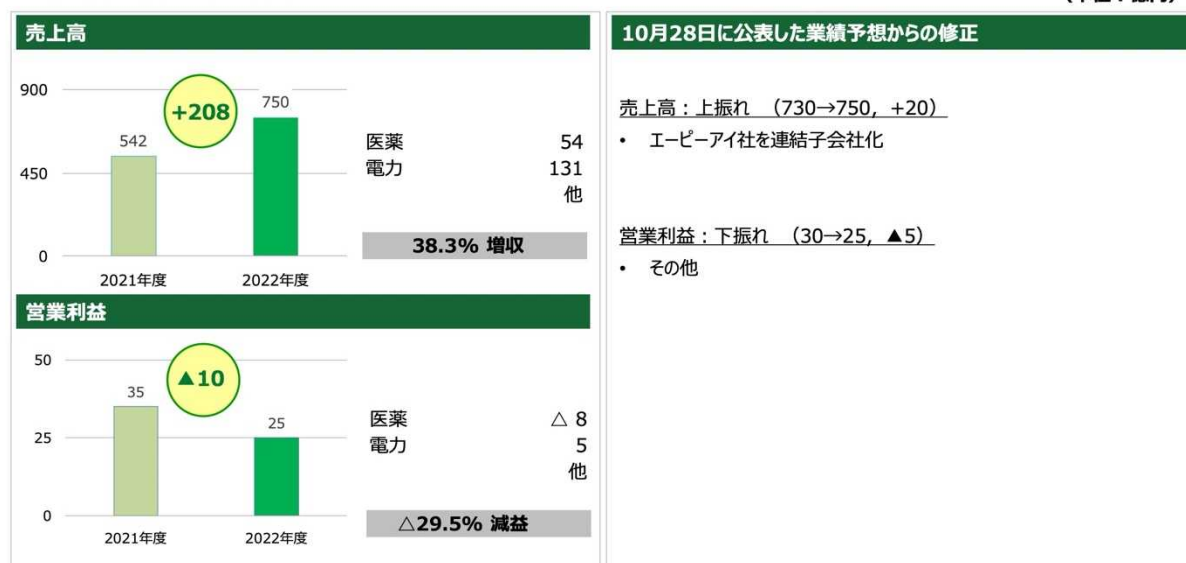 売上高
900
450
0
542
+208
750
2021年度 2022年度
医薬 54
電力 131
他
38.3% 増収
営業利益
50
25
0
35
▲10
25
2021年度 2022年度
医薬 △ 8
電力 5
他
△29.5% 減益
10月28日に公表した業績予想からの修正
売上高：上振れ （730→750, +20）
• エーピーアイ社を連結子会社化
営業利益：下振れ （30→25, ▲5）
• その他